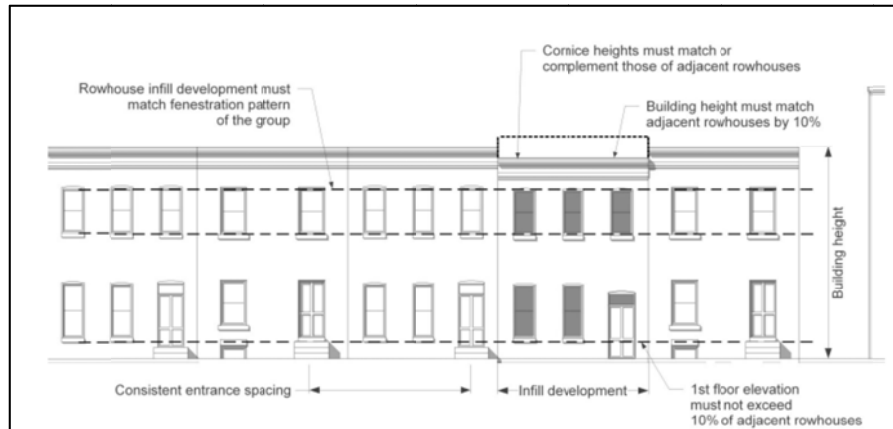 Cornice heights must match or
complement those of adjacent rowhouses
Rowhouse infill development must
match fenestration pattern
of the group
Building height must match
adjacent rowhouses by 10%
Building height
Consistent entrance spacing
Infill development
1st floor elevation
must not exceed
10% of adjacent rowhouses